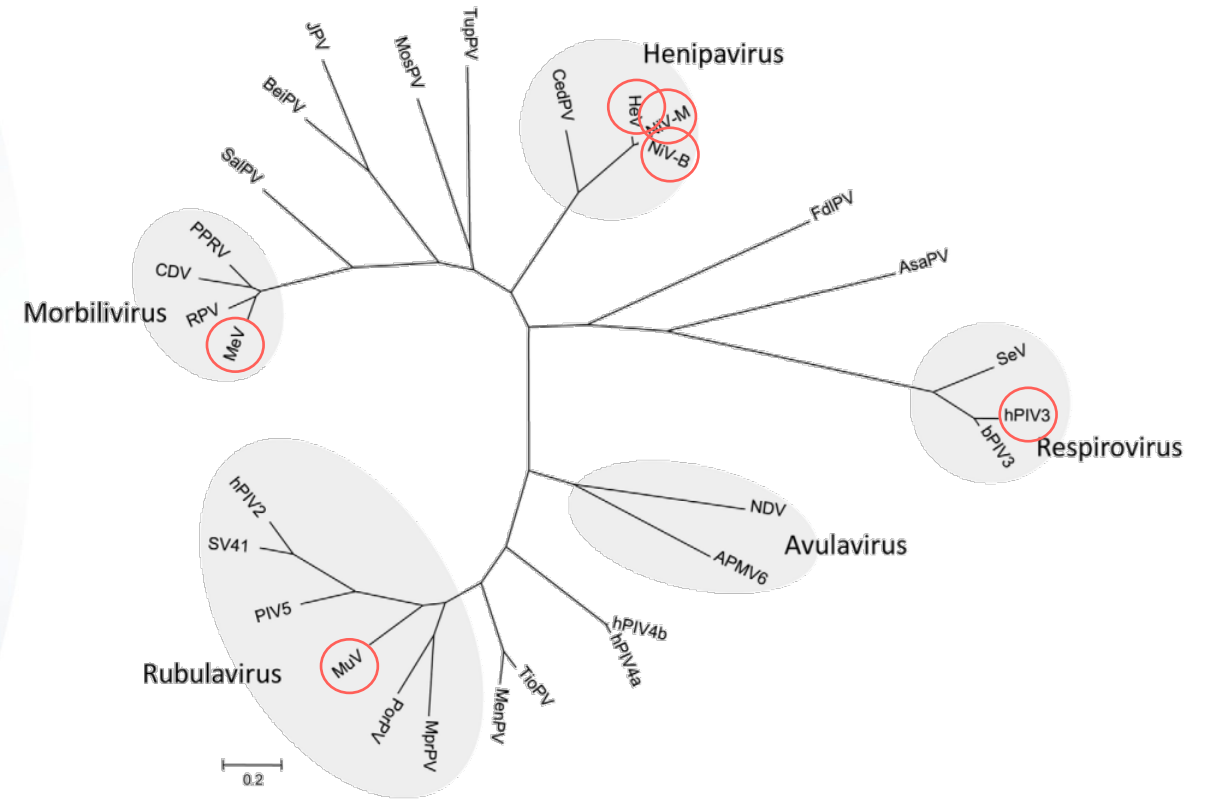 JPV
MosPV
TupPV
Henipavirus
BeiPV
CedPV
HeV
NiV-M
NiV-B
SalPV
FdlPV
AsaPV
PPRV
CDV
RPV
MeV
Morbilivirus
SeV
hPIV3
bPIV3
Respirovirus
hPIV2
SV41
PIV5
MuV
Rubulavirus
PorPV
MprPV
MenPV
TioPV
hPIV4b
hPIV4a
NDV
APMV6
Avulavirus
0.2